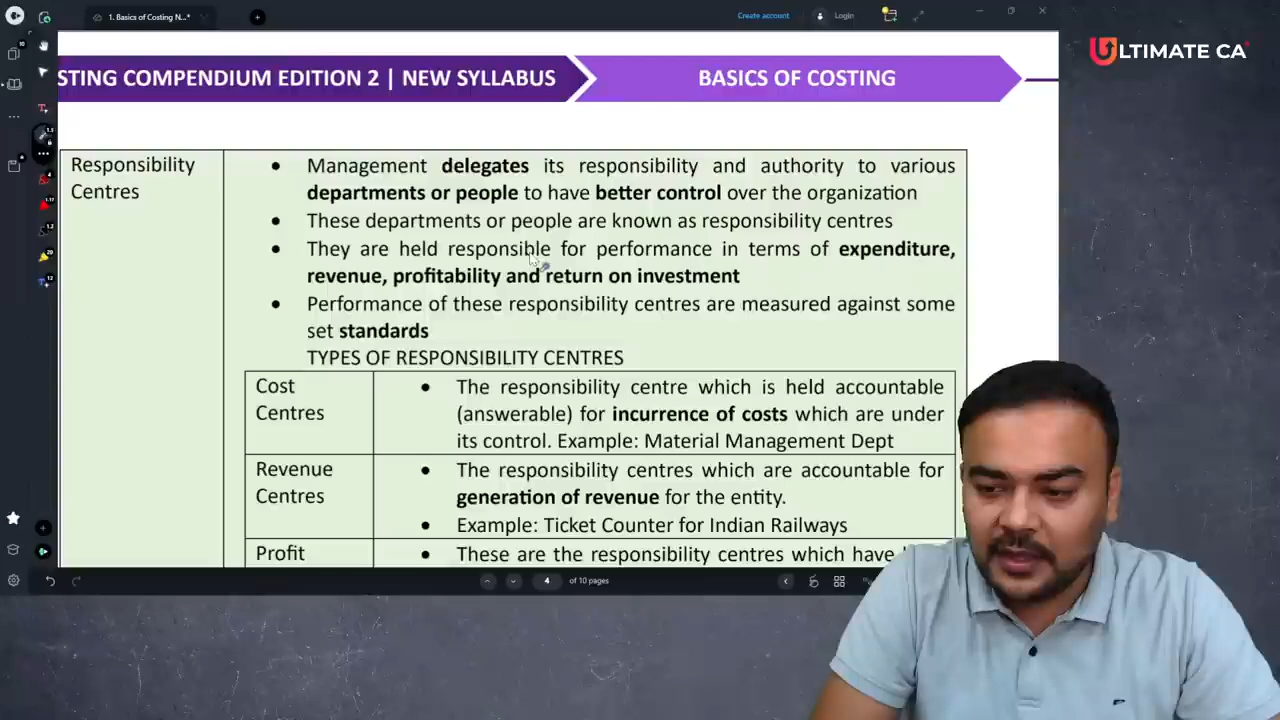 1. Basics of Costing N...*
Create account
Login
ULTIMATE CA
STING COMPENDIUM EDITION 2 | NEW SYLLABUS
BASICS OF COSTING
Responsibility
Centres
• Management delegates its responsibility and authority to various
departments or people to have better control over the organization
• These departments or people are known as responsibility centres
• They are held responsible for performance in terms of expenditure,
revenue, profitability and return on investment
• Performance of these responsibility centres are measured against some
set standards
TYPES OF RESPONSIBILITY CENTRES
Cost
Centres
• The responsibility centre which is held accountable
(answerable) for incurrence of costs which are under
its control. Example: Material Management Dept
Revenue
Centres
• The responsibility centres which are accountable for
generation of revenue for the entity.
• Example: Ticket Counter for Indian Railways
Profit
• These are the responsibility centres which have
4
of 10 pages